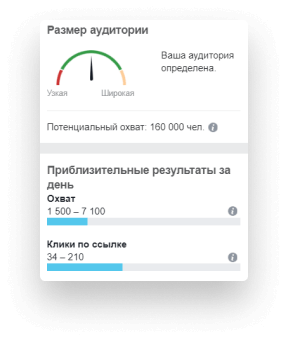 Размер аудитории
Ваша аудитория
определена.
Узкая
Широкая
Потенциальный охват: 160 000 чел.
Приблизительные результаты за
день
Охват
1 500 – 7 100
Клики по ссылке
34 – 210